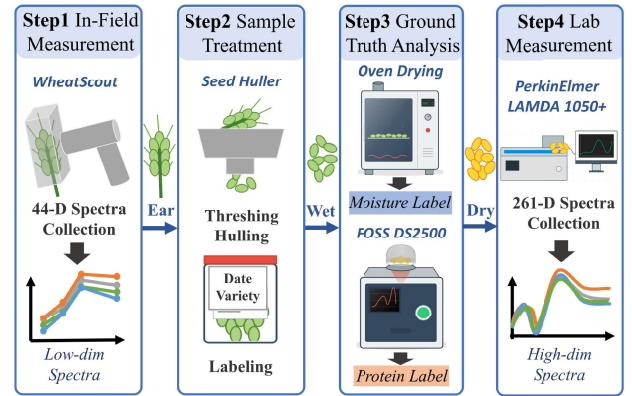 Step1 In-Field
Measurement
WheatScout
44-D Spectra
Collection
Low-dim
Spectra
Ear
Step2 Sample
Treatment
Seed Huller
Threshing
Hulling
Date
Variety
Labeling
Wet
Step3 Ground
Truth Analysis
Oven Drying
Moisture Label
FOSS DS2500
Protein Label
Dry
Step4 Lab
Measurement
PerkinElmer
LAMDA 1050+
261-D Spectra
Collection
High-dim
Spectra